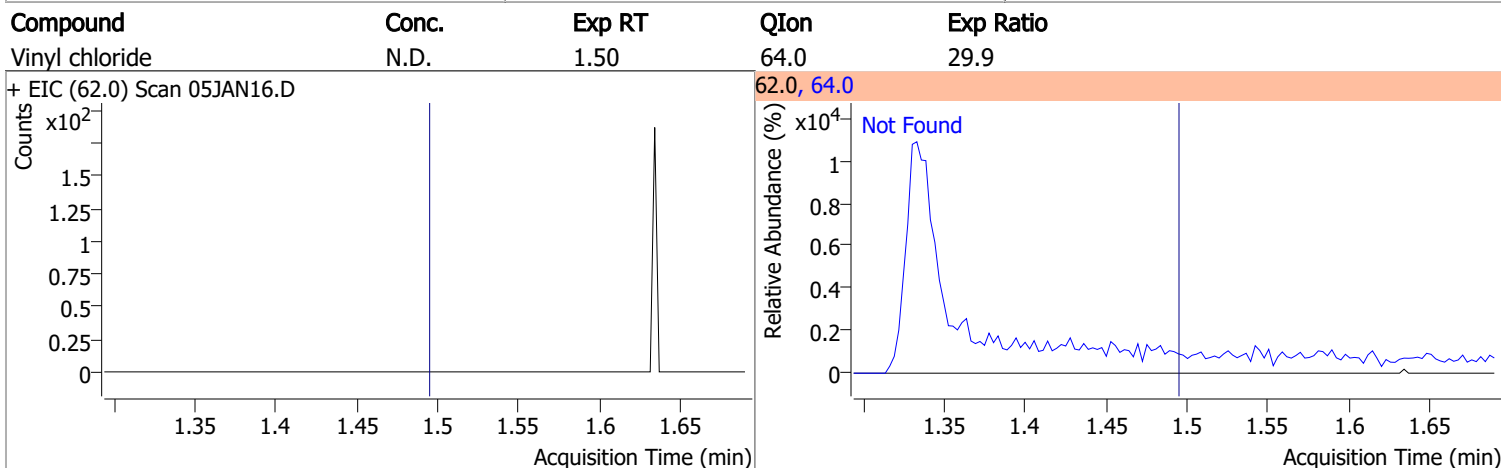 Compound Conc. Exp RT QIon Exp Ratio
Vinyl chloride N.D. 1.50 64.0 29.9
+ EIC (62.0) Scan 05JAN16.D
Counts
x10²
1.5
1.25
1
0.75
0.5
0.25
0
1.35 1.4 1.45 1.5 1.55 1.6 1.65
Acquisition Time (min)
62.0, 64.0
Relative Abundance (%)
x10⁴
Not Found
1
0.8
0.6
0.4
0.2
0
1.35 1.4 1.45 1.5 1.55 1.6 1.65
Acquisition Time (min)